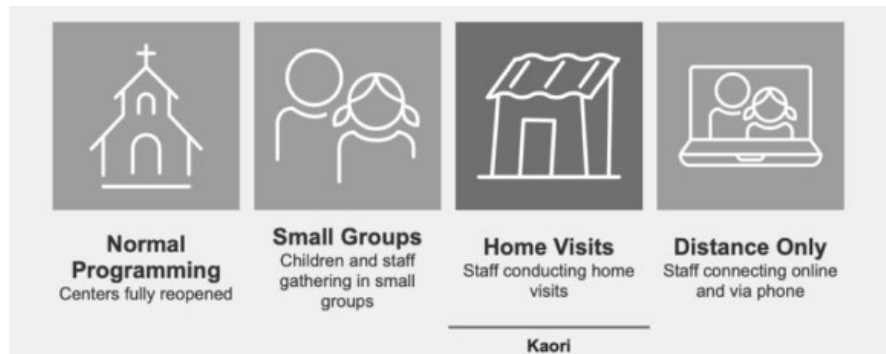 Normal
Programming
Centers fully reopened
Small Groups
Children and staff
gathering in small
groups
Home Visits
Staff conducting home
visits
Kaori
Distance Only
Staff connecting online
and via phone